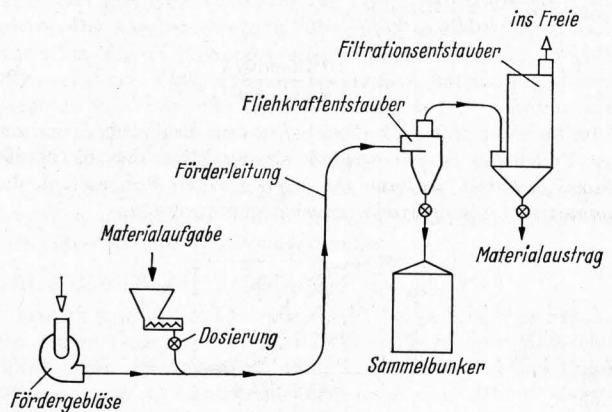 ins Freie
Filtrationsentstauber
Fliehkraftentstauber
Förderleitung
Materialaufgabe
Materialaustrag
Dosierung
Sammelbunker
Fördergebläse